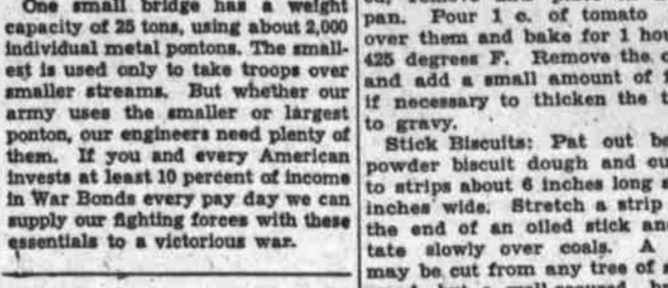 One small bridge has a weight
capacity of 25 tons, using about 2,000
individual metal pontons. The small-
est is used only to take troops over
smaller streams. But whether our
army uses the smaller or largest
ponton, our engineers need plenty of
them. If you and every American
invests at least 10 percent of income
in War Bonds every pay day we can
supply our fighting forces with these
essentials to a victorious war.
pan. Pour 1 c. of tomato
over them and bake for 1 hou
425 degrees F. Remove the c
and add a small amount of
if necessary to thicken the
to gravy.
Stick Biscuits: Pat out ba
powder biscuit dough and cu
to strips about 6 inches long
inches wide. Stretch a strip
the end of an oiled stick an
tate slowly over coals. A
may be cut from any tree of